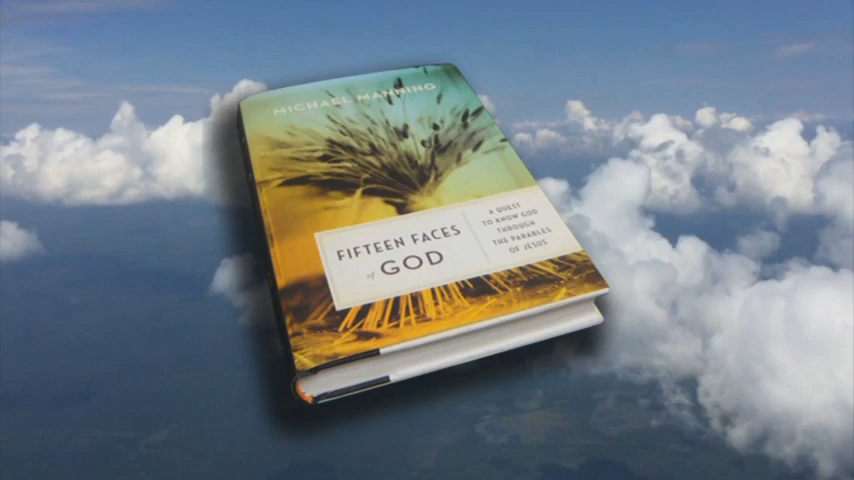 MICHAEL MANNING
FIFTEEN FACES
of GOD
A QUEST
TO KNOW GOD
THROUGH
THE PARABLES
OF JESUS